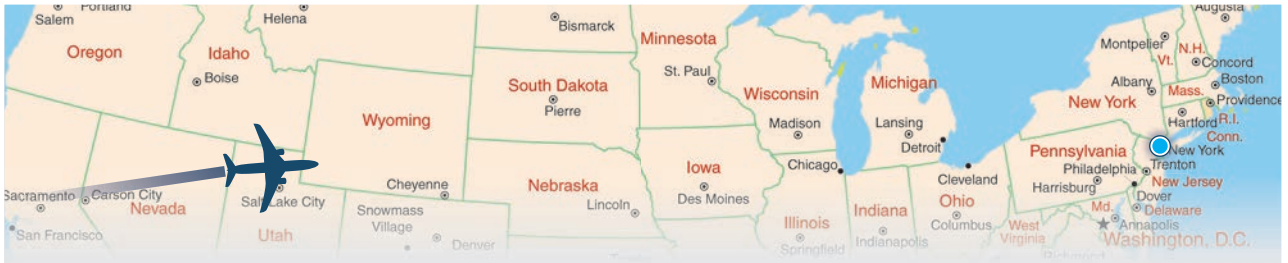 Portland
Salem
Helena
Bismarck
Augusta
Oregon
Idaho
Boise
Minnesota
St. Paul
South Dakota
Pierre
Wyoming
Wisconsin
Madison
Michigan
Lansing
Detroit
Montpelier
Vt.
N.H.
Concord
Albany
Boston
Mass.
New York
Providence
Hartford
R.I.
Conn.
New York
Pennsylvania
Trenton
Philadelphia
Harrisburg
New Jersey
Chicago
Cleveland
Iowa
Des Moines
Nebraska
Lincoln
Cheyenne
Sacramento
Carson City
Nevada
Salt Lake City
Utah
San Francisco
Snowmass
Village
Denver
Illinois
Springfield
Indiana
Indianapolis
Ohio
Columbus
West
Virginia
Md.
Dover
Delaware
Annapolis
Washington, D.C.
Richmond